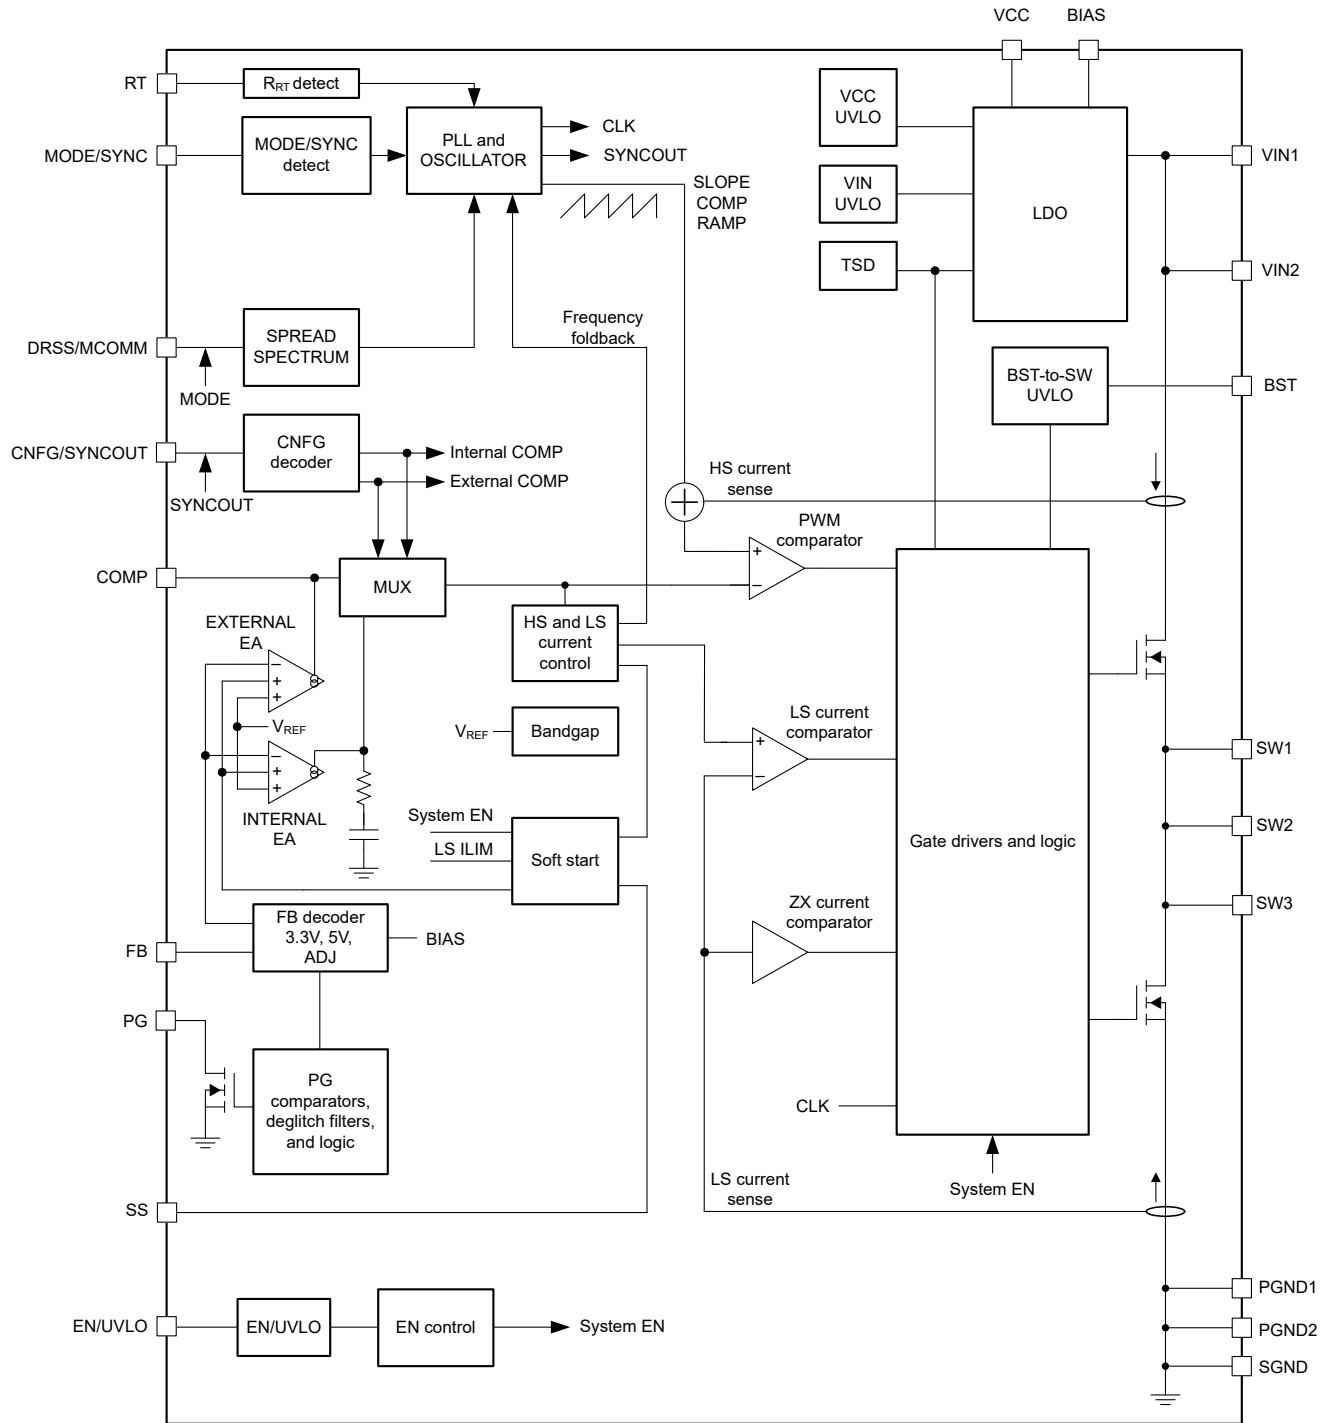 VCC
BIAS
RT
R_RT detect
VCC
UVLO
PLL and
OSCILLATOR
CLK
MODE/SYNC
MODE/SYNC
detect
SYNCOUT
VIN1
SLOPE
COMP
RAMP
VIN
UVLO
LDO
TSD
VIN2
Frequency
foldback
DRSS/MCOMM
SPREAD
SPECTRUM
MODE
BST-to-SW
UVLO
BST
CNFG/SYNCOUT
CNFG
decoder
Internal COMP
External COMP
SYNCOUT
HS current
sense
PWM
comparator
+
−
COMP
MUX
EXTERNAL
EA
−
+
+
HS and LS
current
control
V_REF
V_REF
Bandgap
LS current
comparator
+
−
SW1
−
+
+
INTERNAL
EA
System EN
LS ILIM
Soft start
Gate drivers and logic
SW2
ZX current
comparator
SW3
FB decoder
3.3V, 5V,
ADJ
BIAS
FB
PG
PG
comparators,
deglitch filters,
and logic
CLK
LS current
sense
System EN
SS
PGND1
EN/UVLO
EN/UVLO
EN control
System EN
PGND2
SGND